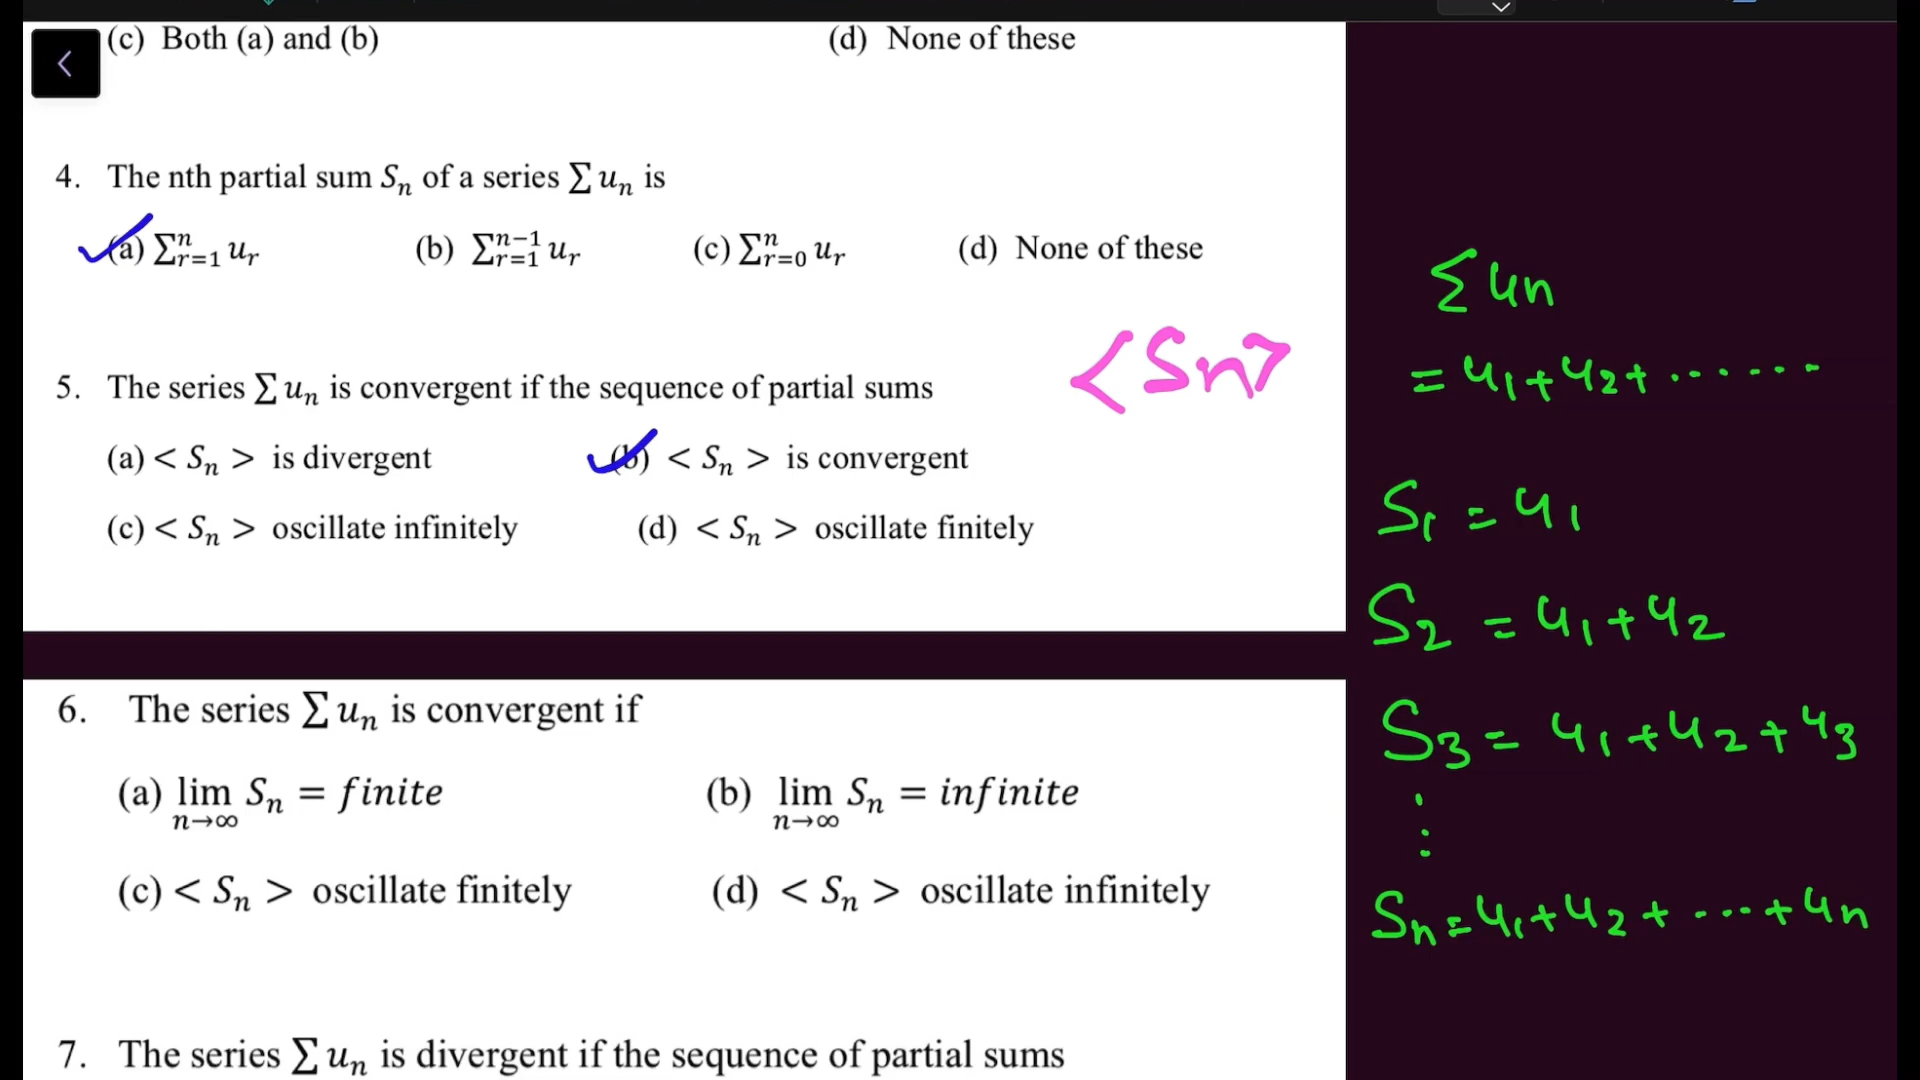 (c) Both (a) and (b) (d) None of these
4. The nth partial sum Sₙ of a series ∑ uₙ is
(a) ∑ⁿᵣ₌₁ uᵣ (b) ∑ⁿ⁻¹ᵣ₌₁ uᵣ (c) ∑ⁿᵣ₌₀ uᵣ (d) None of these
<Sn>
5. The series ∑ uₙ is convergent if the sequence of partial sums
(a) < Sₙ > is divergent (b) < Sₙ > is convergent
(c) < Sₙ > oscillate infinitely (d) < Sₙ > oscillate finitely
6. The series ∑ uₙ is convergent if
(a) lim Sₙ = finite (b) lim Sₙ = infinite
n→∞ n→∞
(c) < Sₙ > oscillate finitely (d) < Sₙ > oscillate infinitely
7. The series ∑ uₙ is divergent if the sequence of partial sums
∑ un
= u₁ + u₂ + .......
S₁ = u₁
S₂ = u₁ + u₂
S₃ = u₁ + u₂ + u₃
⋮
Sn = u₁ + u₂ + ... + un